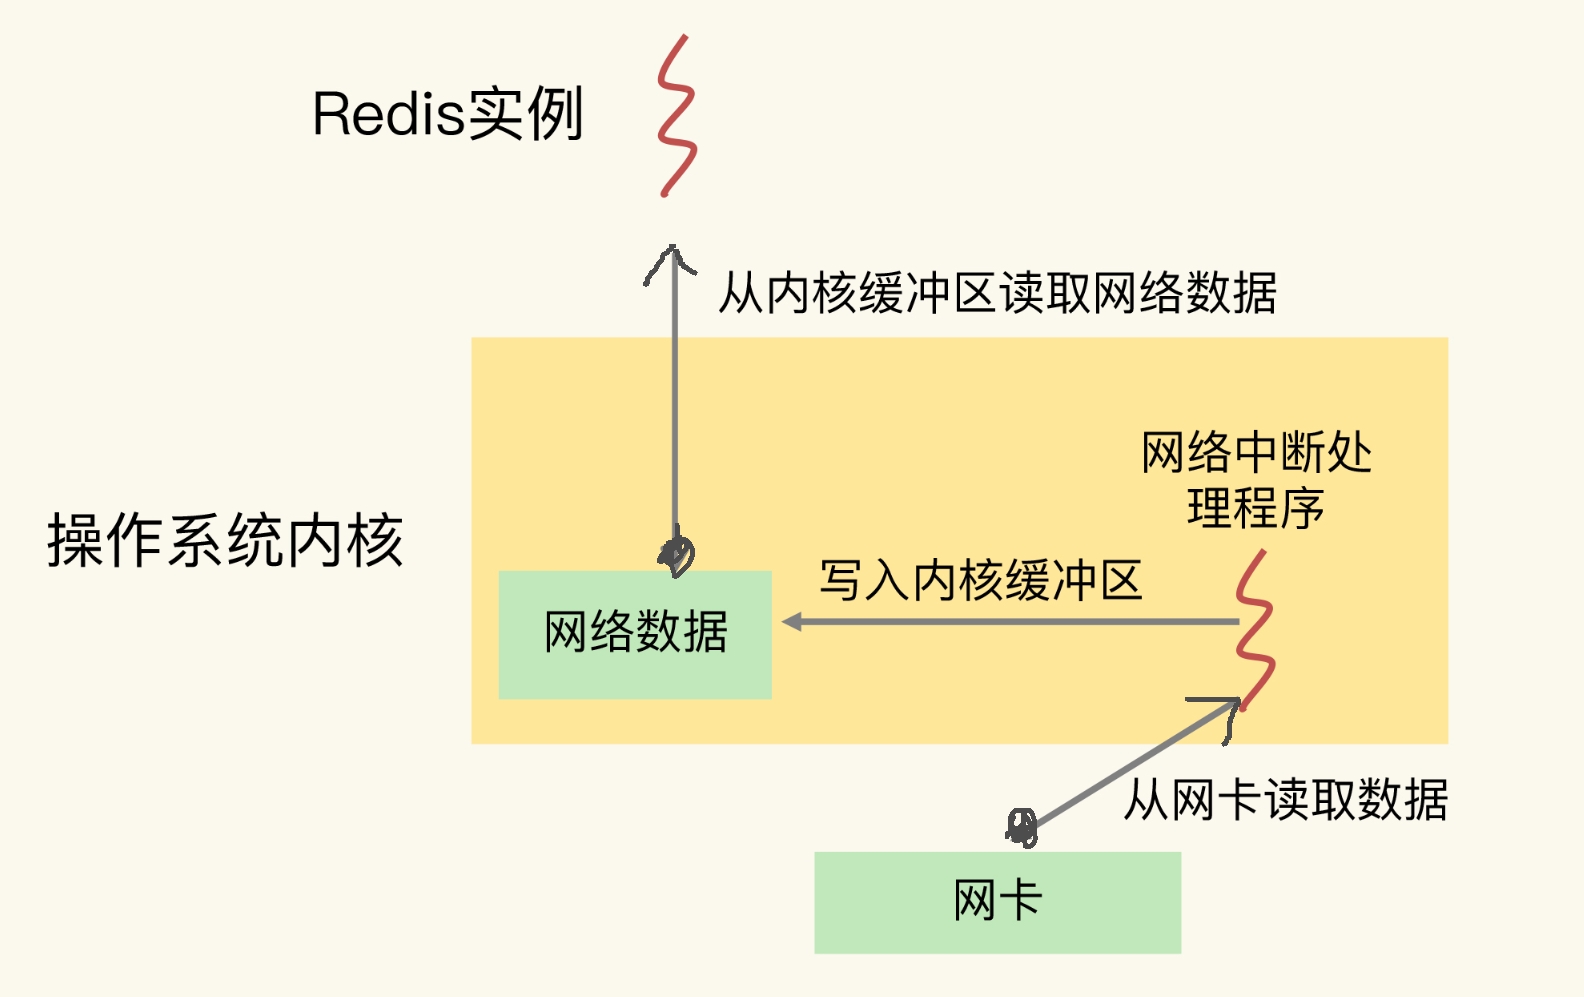 Redis实例
从内核缓冲区读取网络数据
网络中断处
理程序
操作系统内核
写入内核缓冲区
网络数据
从网卡读取数据
网卡